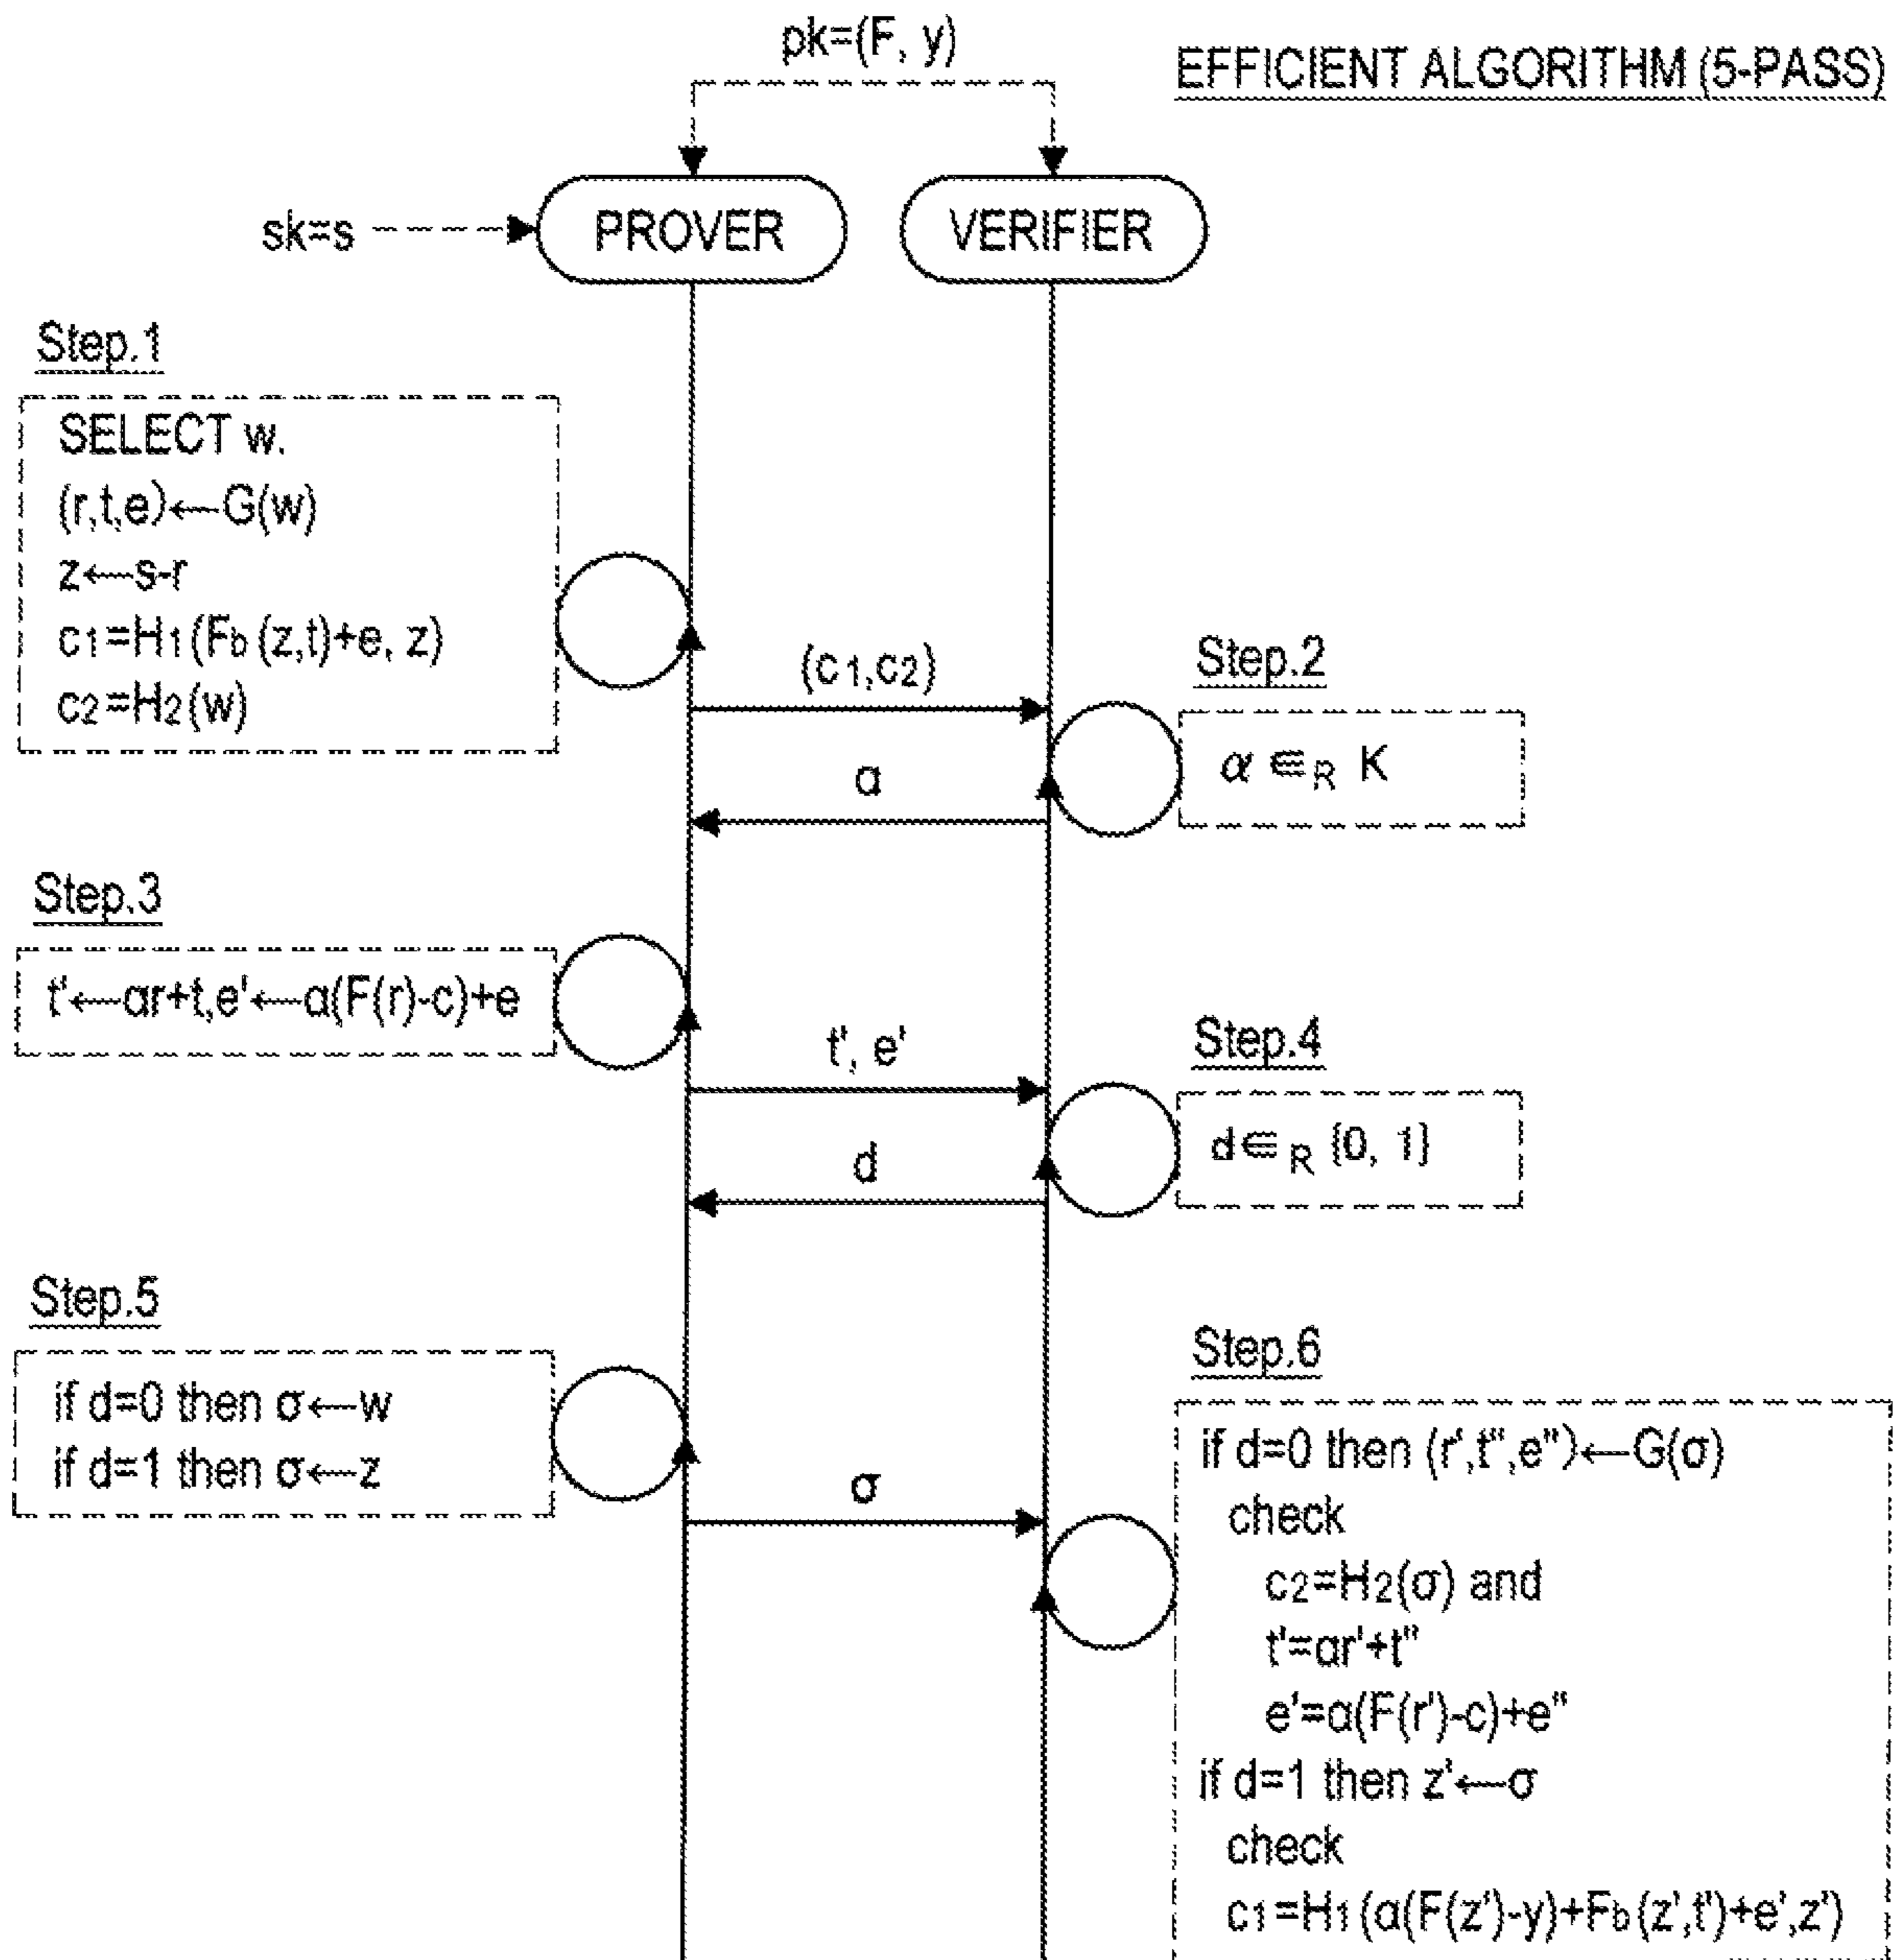 pk=(F, y)
EFFICIENT ALGORITHM (5-PASS)
sk=s
PROVER
VERIFIER
Step.1
SELECT w.
(r,t,e)←G(w)
z←s-r
c1=H1(Fb(z,t)+e, z)
c2=H2(w)
(c1,c2)
Step.2
α ∈R K
α
Step.3
t'←αr+t,e'←α(F(r)-c)+e
t', e'
Step.4
d∈R {0, 1}
d
Step.5
if d=0 then σ←w
if d=1 then σ←z
σ
Step.6
if d=0 then (r',t",e")←G(σ)
check
c2=H2(σ) and
t'=αr'+t"
e'=α(F(r')-c)+e"
if d=1 then z'←σ
check
c1=H1(α(F(z')-y)+Fb(z',t')+e',z')